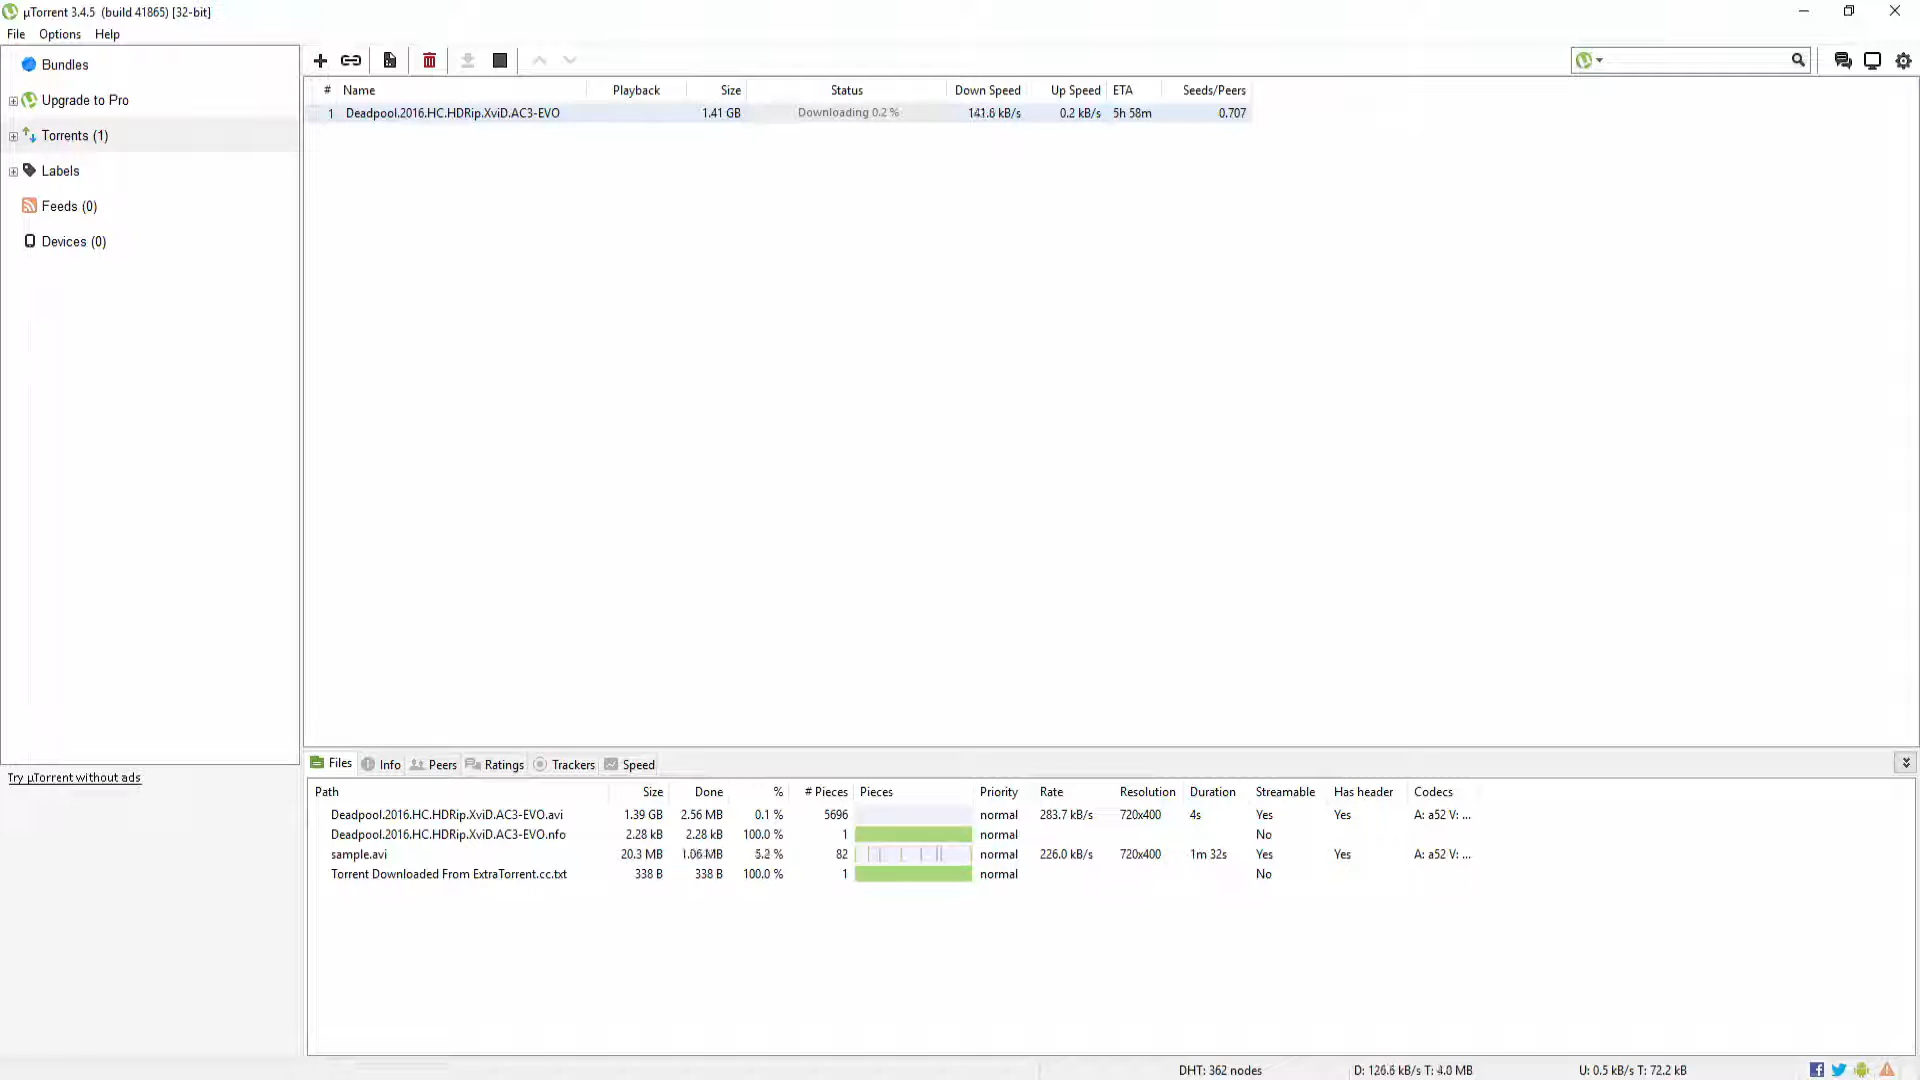 µTorrent 3.4.5 (build 41865) [32-bit]
File Options Help
Bundles
Upgrade to Pro
Torrents (1)
Labels
Feeds (0)
Devices (0)
Try µTorrent without ads
# Name Playback Size Status Down Speed Up Speed ETA Seeds/Peers
1 Deadpool.2016.HC.HDRip.XviD.AC3-EVO 1.41 GB Downloading 0.2 % 141.6 kB/s 0.2 kB/s 5h 58m 0.707
Files Info Peers Ratings Trackers Speed
Path Size Done % # Pieces Pieces Priority Rate Resolution Duration Streamable Has header Codecs
Deadpool.2016.HC.HDRip.XviD.AC3-EVO.avi 1.39 GB 2.56 MB 0.1 % 5696 normal 283.7 kB/s 720x400 4s Yes Yes A: a52 V: ...
Deadpool.2016.HC.HDRip.XviD.AC3-EVO.nfo 2.28 kB 2.28 kB 100.0 % 1 normal No
sample.avi 20.3 MB 1.06 MB 5.2 % 82 normal 226.0 kB/s 720x400 1m 32s Yes Yes A: a52 V: ...
Torrent Downloaded From ExtraTorrent.cc.txt 338 B 338 B 100.0 % 1 normal No
DHT: 362 nodes D: 126.6 kB/s T: 4.0 MB U: 0.5 kB/s T: 72.2 kB